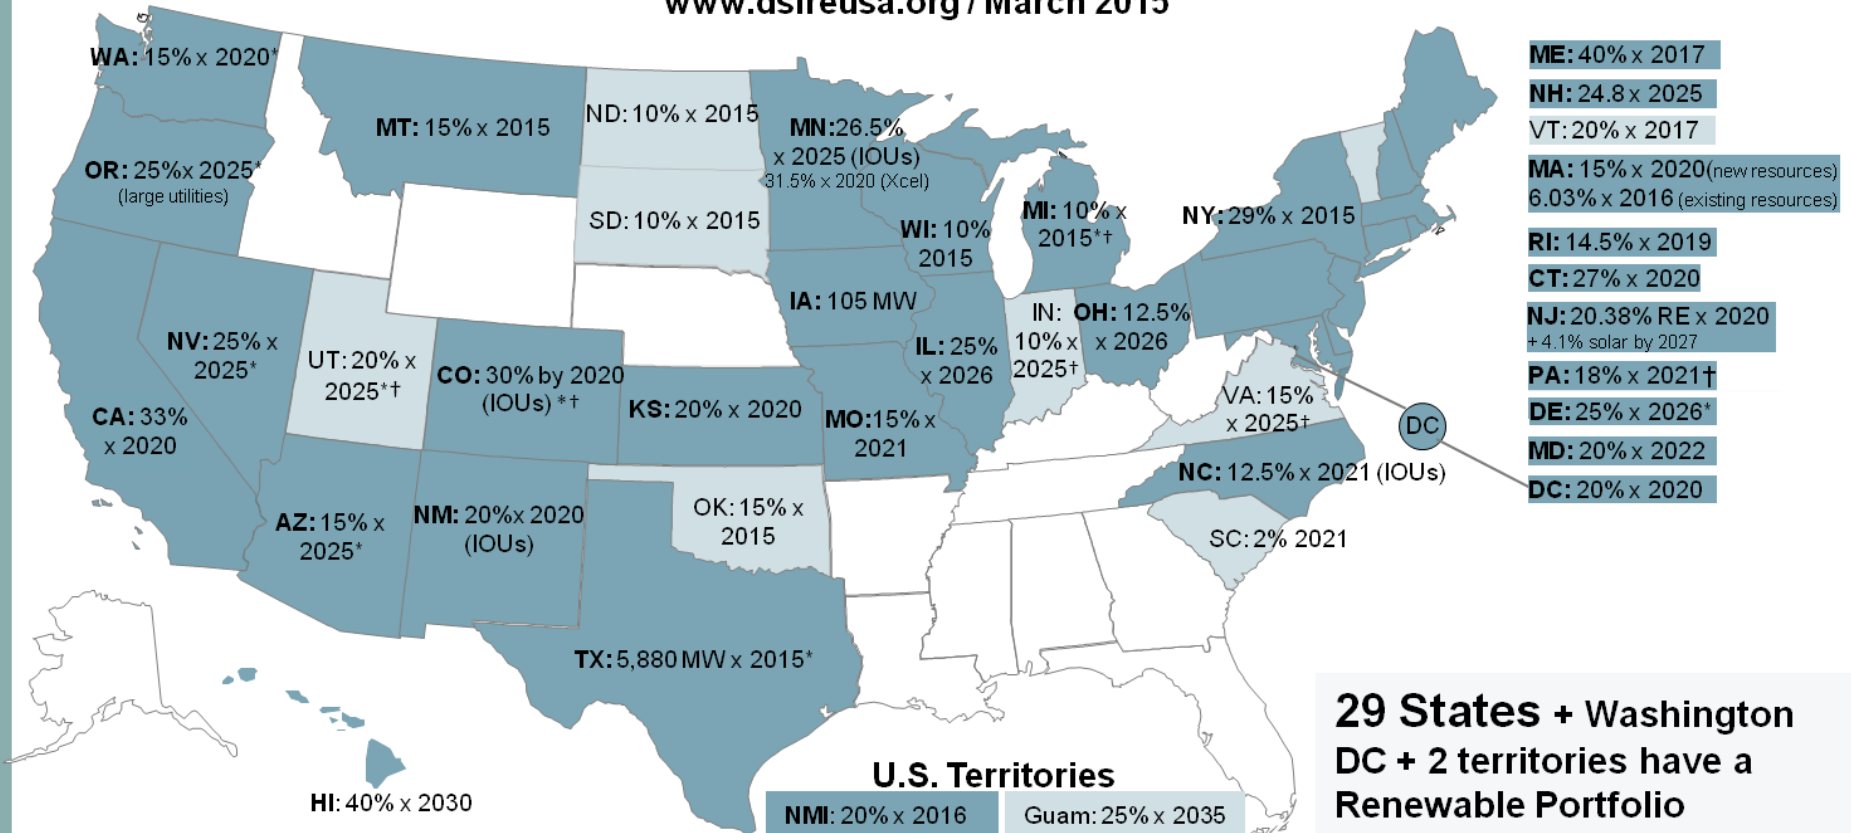 www.dsireusa.org / March 2015
WA: 15% x 2020*
OR: 25%x 2025*
(large utilities)
CA: 33%
x 2020
MT: 15% x 2015
NV: 25% x
2025*
UT: 20% x
2025*†
AZ: 15% x
2025*
ND: 10% x 2015
SD: 10% x 2015
CO: 30% by 2020
(IOUs) *†
NM: 20%x 2020
(IOUs)
KS: 20% x 2020
OK: 15% x
2015
TX: 5,880 MW x 2015*
MN:26.5%
x 2025 (IOUs)
31.5% x 2020 (Xcel)
IA: 105 MW
MO:15% x
2021
WI: 10%
2015
IL: 25%
x 2026
MI: 10% x
2015*†
IN:
10% x
2025†
OH: 12.5%
x 2026
NY: 29% x 2015
VA: 15%
x 2025†
NC: 12.5% x 2021 (IOUs)
SC: 2% 2021
DC
HI: 40% x 2030
ME: 40% x 2017
NH: 24.8 x 2025
VT: 20% x 2017
MA: 15% x 2020(new resources)
6.03% x 2016 (existing resources)
RI: 14.5% x 2019
CT: 27% x 2020
NJ: 20.38% RE x 2020
+ 4.1% solar by 2027
PA: 18% x 2021†
DE: 25% x 2026*
MD: 20% x 2022
DC: 20% x 2020
U.S. Territories
NMI: 20% x 2016
Guam: 25% x 2035
29 States + Washington
DC + 2 territories have a
Renewable Portfolio